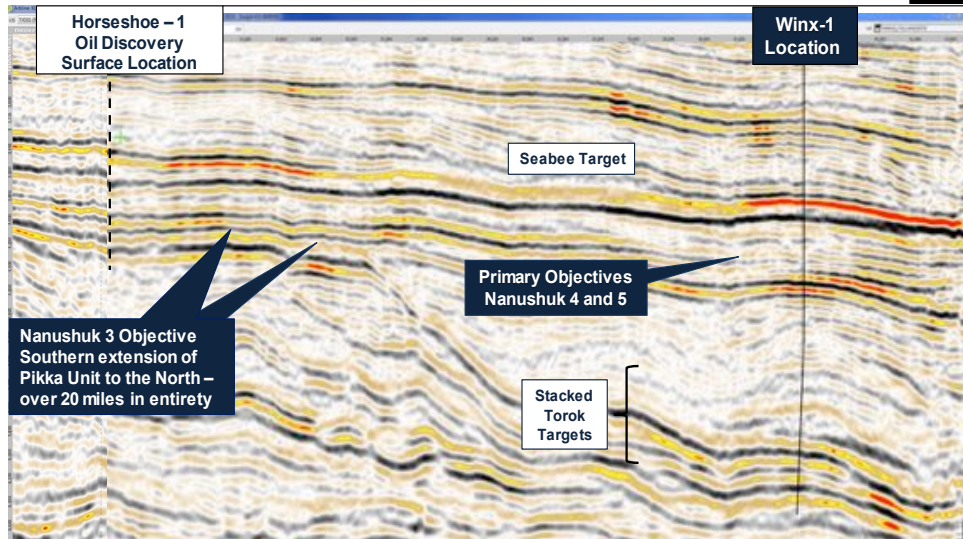 Horseshoe – 1
Oil Discovery
Surface Location
Winx-1
Location
Seabee Target
Primary Objectives
Nanushuk 4 and 5
Nanushuk 3 Objective
Southern extension of
Pikka Unit to the North –
over 20 miles in entirety
Stacked
Torok
Targets